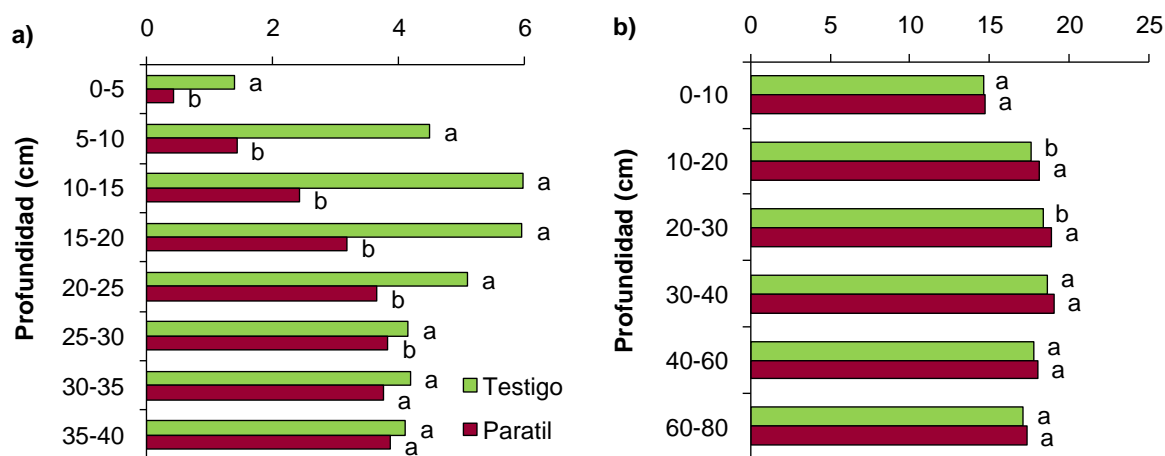 a)
0 2 4 6
Profundidad (cm)
0-5 a
b
5-10 a
b
10-15 a
b
15-20 a
b
20-25 a
b
25-30 a
b
30-35 a
a
35-40 a
a
Testigo
Paratil
b)
0 5 10 15 20 25
Profundidad (cm)
0-10 a
a
10-20 b
a
20-30 b
a
30-40 a
a
40-60 a
a
60-80 a
a